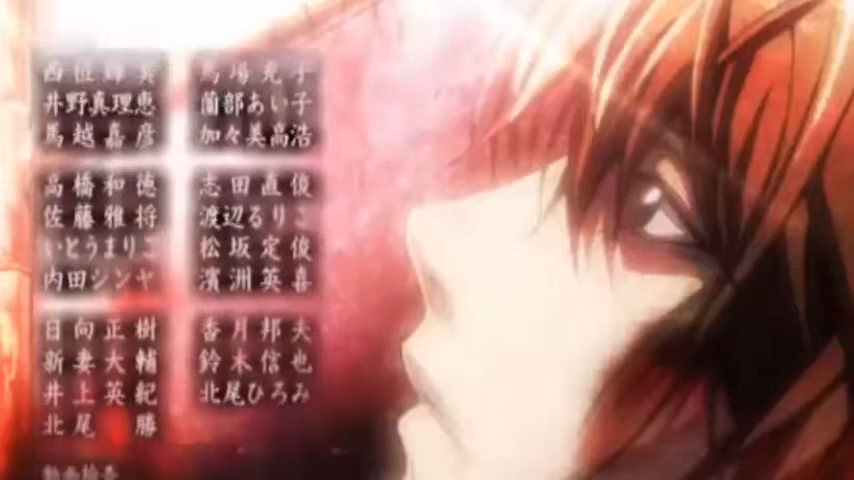 西位輝実　馬場充子
井野真理恵　薗部あい子
馬越嘉彦　加々美高浩
高橋和徳　志田直俊
佐藤雅将　渡辺るりこ
いとうまりこ　松坂定俊
内田シンヤ　濱洲英喜
日向正樹　香月邦夫
新妻大輔　鈴木信也
井上英紀　北尾ひろみ
北尾　勝
動画検査